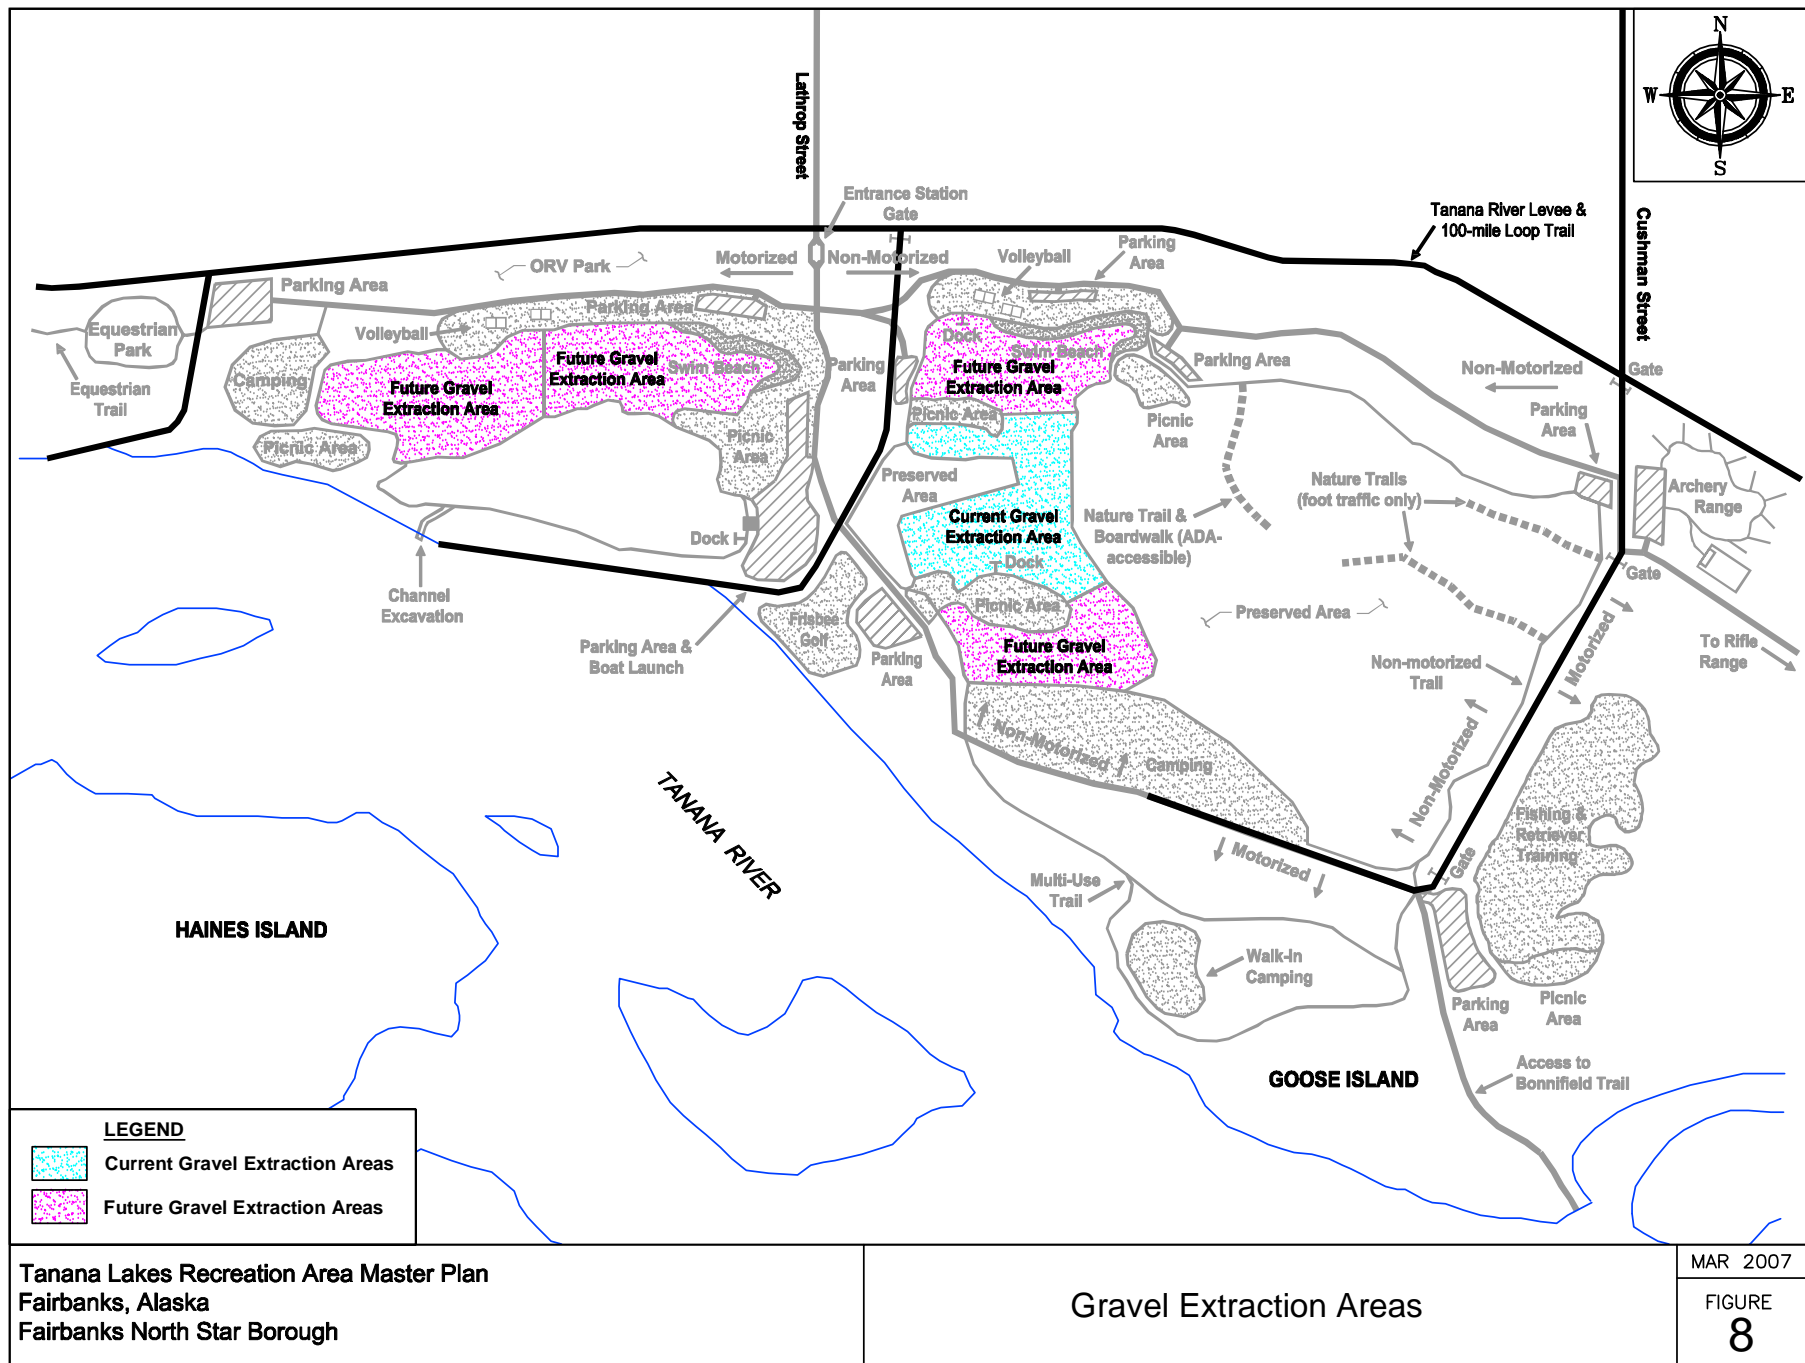 N
W
E
S
Lathrop Street
Cushman Street
Entrance Station
Gate
Tanana River Levee &
100-mile Loop Trail
Parking
Area
Volleyball
Motorized
Non-Motorized
ORV Park
Parking Area
Equestrian
Park
Equestrian
Trail
Volleyball
Parking Area
Swim Beach
Camping
Picnic Area
Future Gravel
Extraction Area
Future Gravel
Extraction Area
Picnic
Area
Parking
Area
Dock
Swim Beach
Future Gravel
Extraction Area
Picnic Area
Parking Area
Picnic
Area
Non-Motorized
Gate
Parking
Area
Archery
Range
Preserved
Area
Current Gravel
Extraction Area
Nature Trail &
Boardwalk (ADA-
accessible)
Nature Trails
(foot traffic only)
Gate
Dock
Dock
Channel
Excavation
Parking Area &
Boat Launch
Frisbee
Golf
Parking
Area
Picnic Area
Future Gravel
Extraction Area
Preserved Area
Non-motorized
Trail
Motorized
To Rifle
Range
Non-Motorized
Camping
Non-Motorized
Motorized
Gate
Fishing &
Retriever
Training
Multi-Use
Trail
Walk-In
Camping
Parking
Area
Picnic
Area
Access to
Bonnifield Trail
TANANA RIVER
HAINES ISLAND
GOOSE ISLAND
LEGEND
Current Gravel Extraction Areas
Future Gravel Extraction Areas
Tanana Lakes Recreation Area Master Plan
Fairbanks, Alaska
Fairbanks North Star Borough
Gravel Extraction Areas
MAR 2007
FIGURE
8